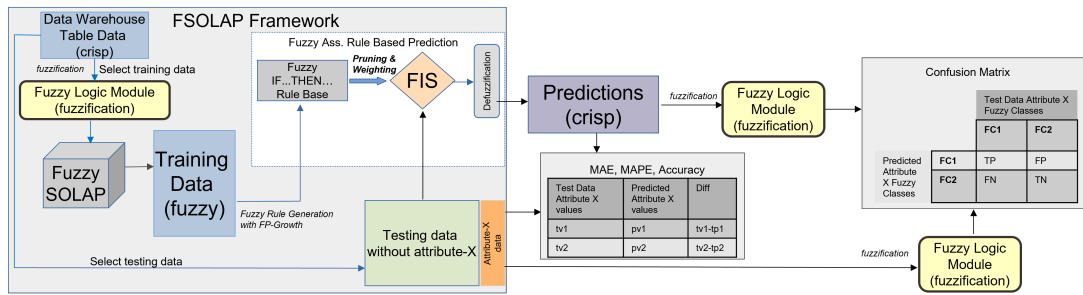 FSOLAP Framework
Data Warehouse
Table Data
(crisp)
fuzzification
Select training data
Fuzzy Logic Module
(fuzzification)
Fuzzy
SOLAP
Training
Data
(fuzzy)
Fuzzy Rule Generation
with FP-Growth
Select testing data
Fuzzy Ass. Rule Based Prediction
Fuzzy
IF...THEN...
Rule Base
Pruning &
Weighting
FIS
Defuzzification
Testing data
without attribute-X
Attribute-X
data
Predictions
(crisp)
fuzzification
Fuzzy Logic
Module
(fuzzification)
MAE, MAPE, Accuracy
Test Data Attribute X values
Predicted Attribute X values
Diff
tv1 pv1 tv1-tp1
tv2 pv2 tv2-tp2
Confusion Matrix
Test Data Attribute X
Fuzzy Classes
FC1 FC2
Predicted
Attribute
X Fuzzy
Classes
FC1 TP FP
FC2 FN TN
fuzzification
Fuzzy Logic
Module
(fuzzification)